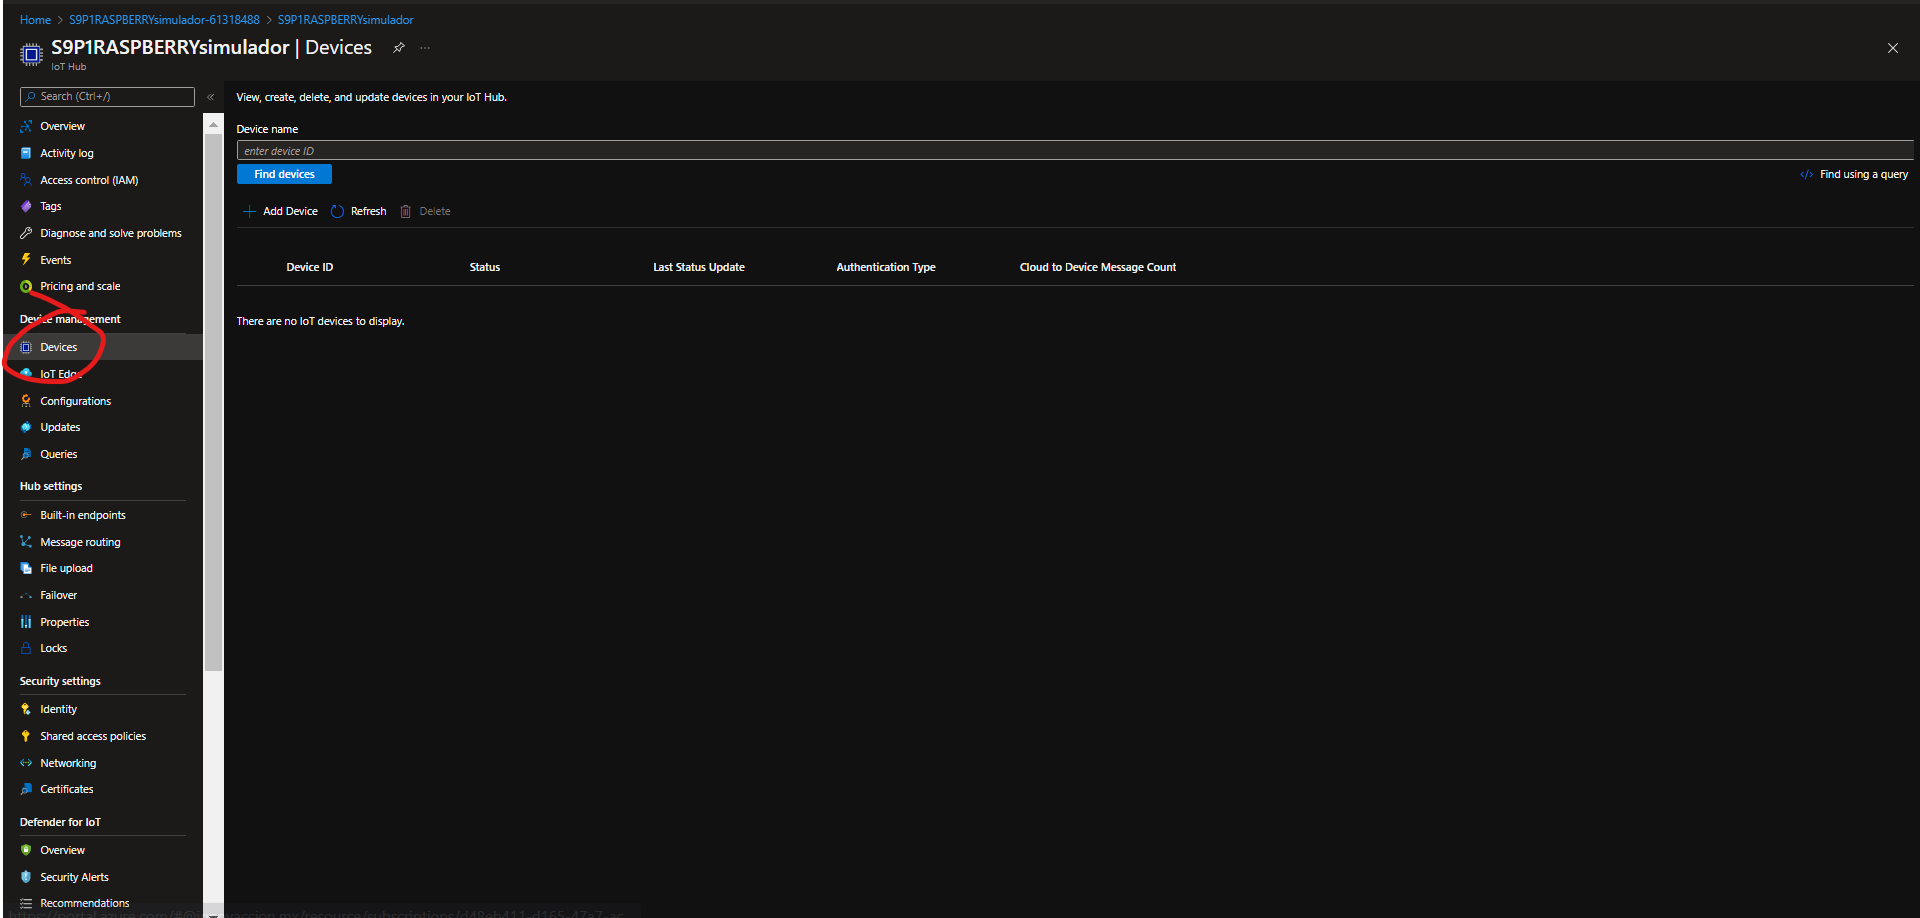 Home > S9P1RASPBERRYsimulador-61318488 > S9P1RASPBERRYsimulador
S9P1RASPBERRYsimulador | Devices
IoT Hub
Search (Ctrl+/)
Overview
Activity log
Access control (IAM)
Tags
Diagnose and solve problems
Events
Pricing and scale
Device management
Devices
IoT Edge
Configurations
Updates
Queries
Hub settings
Built-in endpoints
Message routing
File upload
Failover
Properties
Locks
Security settings
Identity
Shared access policies
Networking
Certificates
Defender for IoT
Overview
Security Alerts
Recommendations
View, create, delete, and update devices in your IoT Hub.
Device name
enter device ID
Find devices
Find using a query
Add Device Refresh Delete
Device ID Status Last Status Update Authentication Type Cloud to Device Message Count
There are no IoT devices to display.